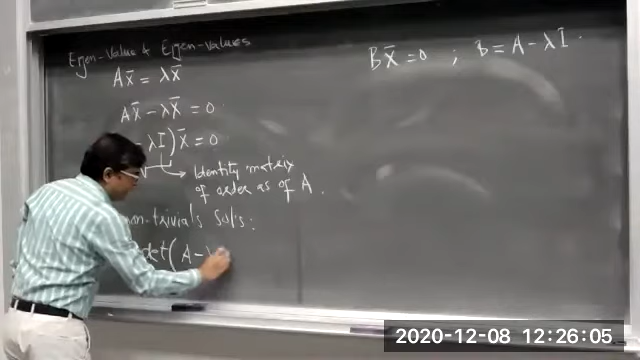 Eigen-Value & Eigen-values
AX̄ = λX̄
AX̄ - λX̄ = 0
λI) X̄ = 0
Identity matrix
of order as of A.
non-trivials Sol's:
det(A-λ
BX̄ = 0 ; B = A - λI.
2020-12-08 12:26:05